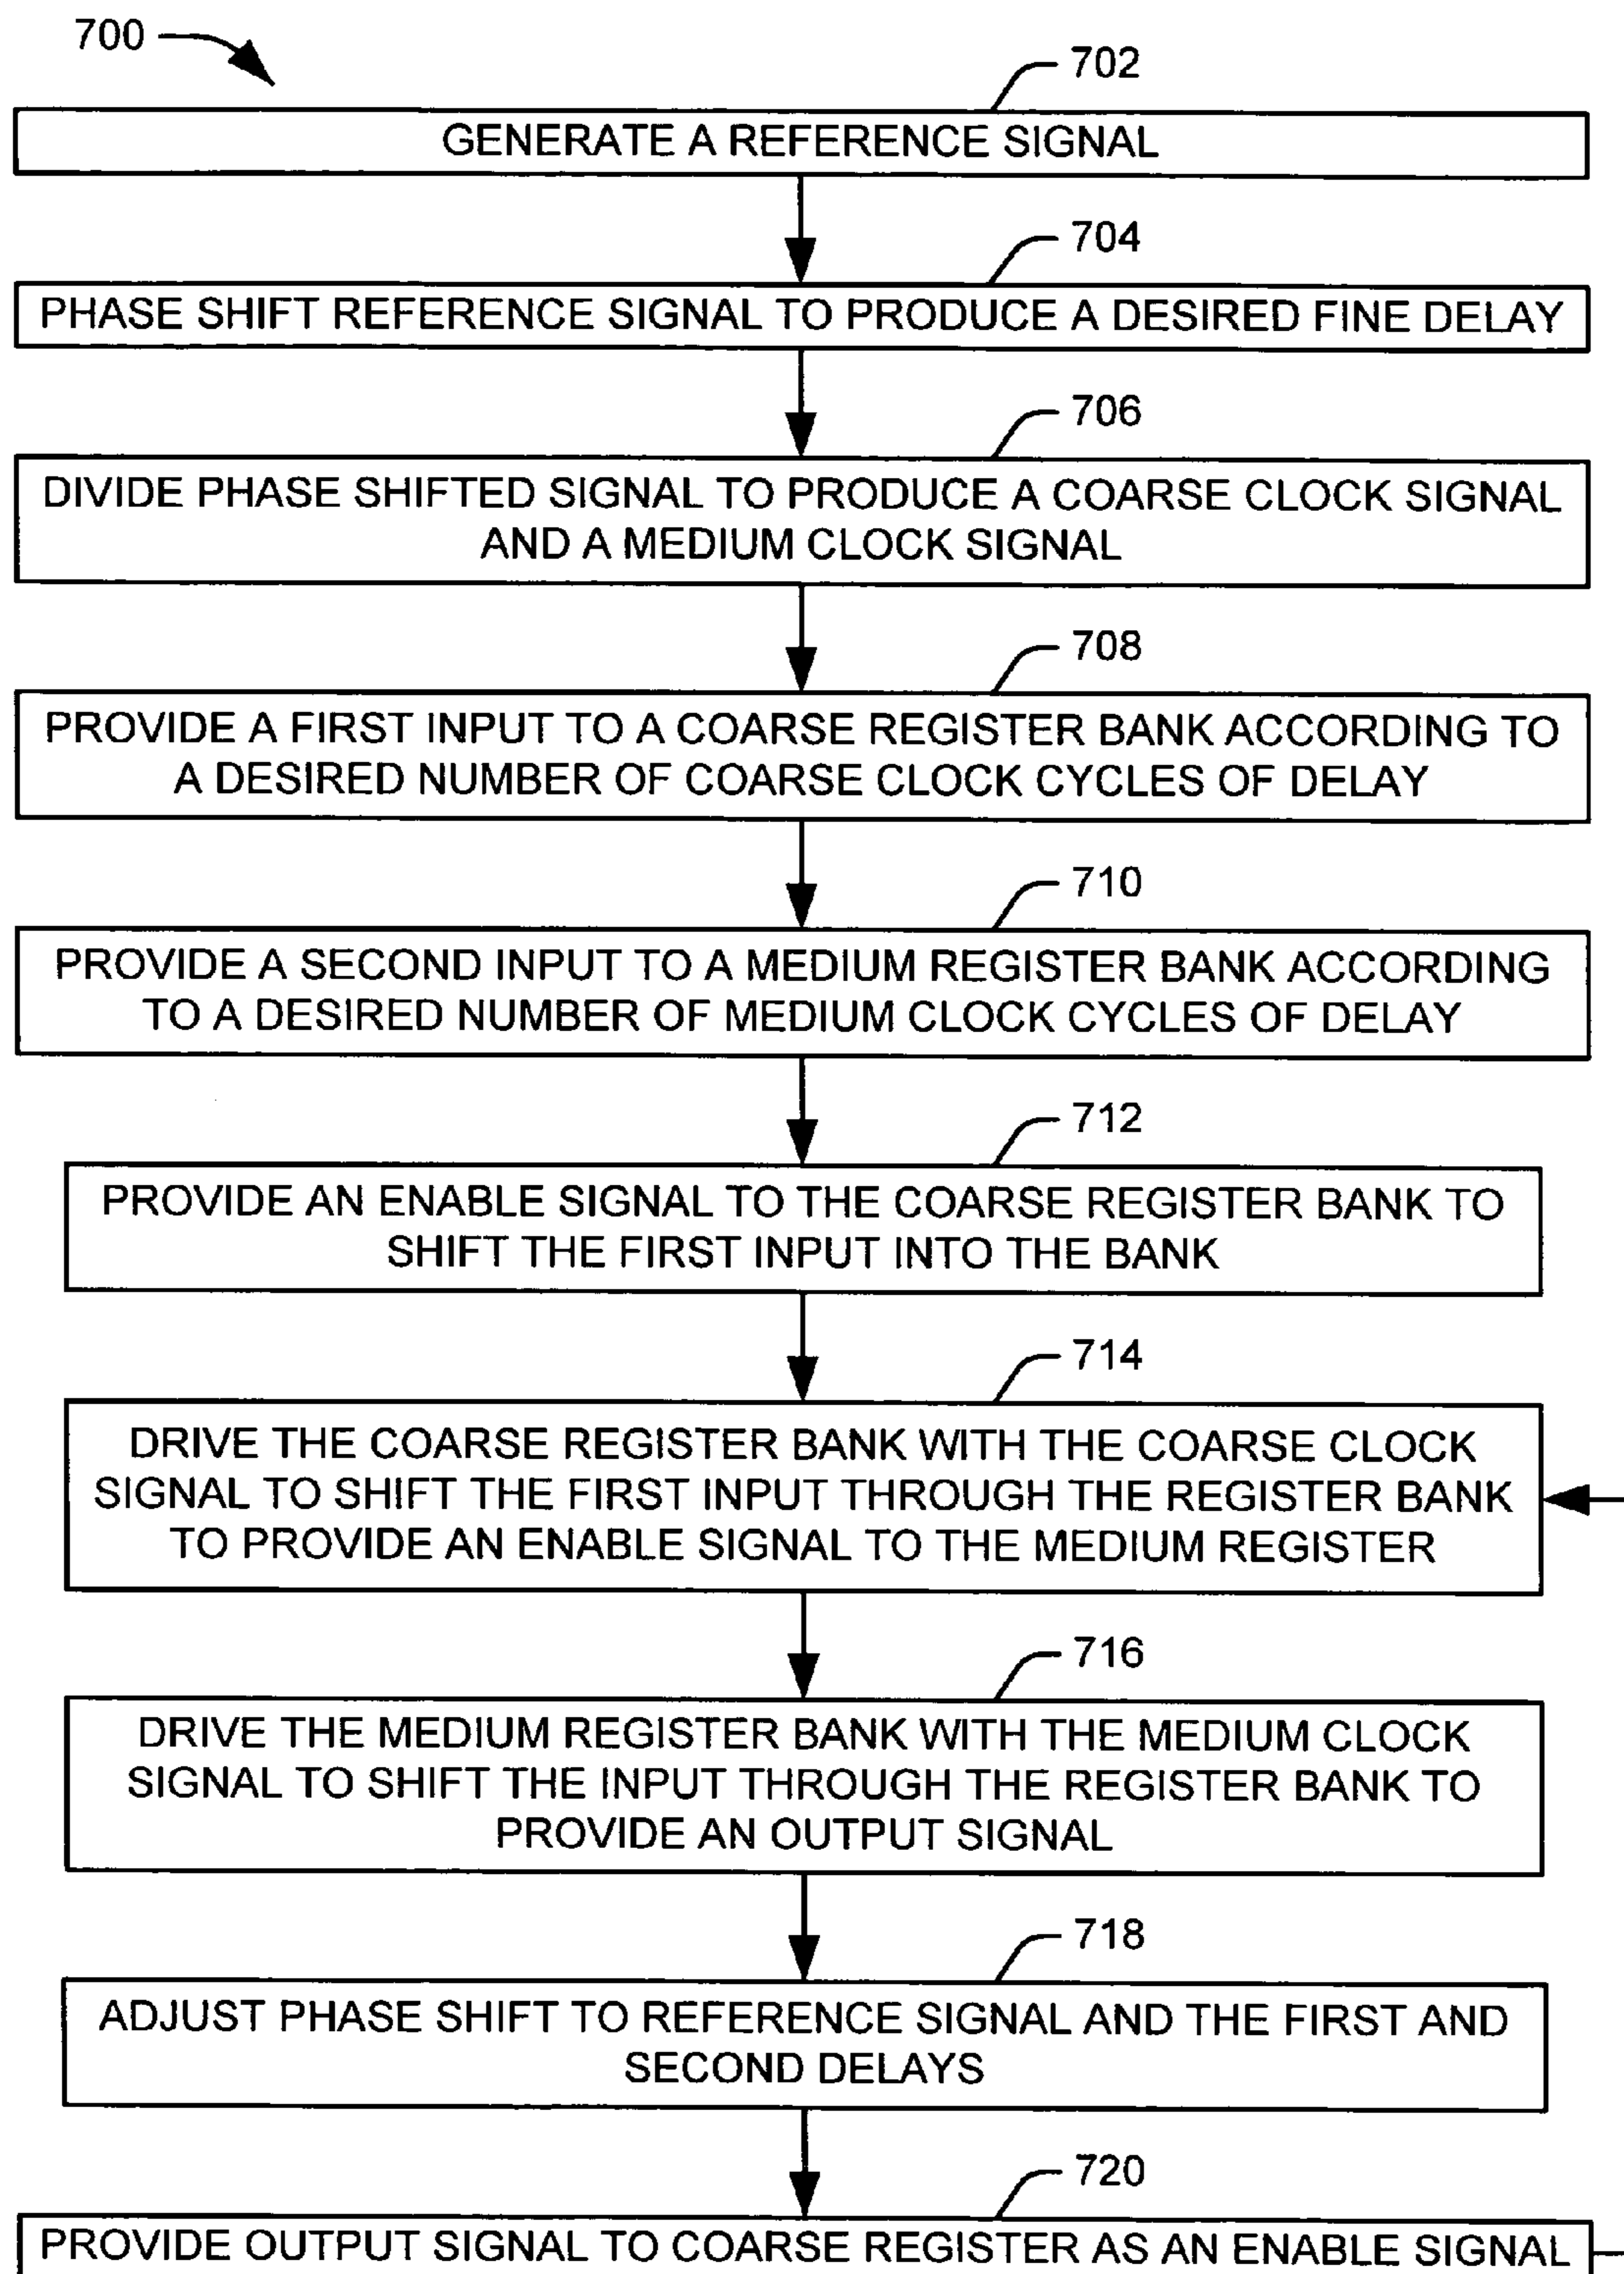 700
702
GENERATE A REFERENCE SIGNAL
704
PHASE SHIFT REFERENCE SIGNAL TO PRODUCE A DESIRED FINE DELAY
706
DIVIDE PHASE SHIFTED SIGNAL TO PRODUCE A COARSE CLOCK SIGNAL
AND A MEDIUM CLOCK SIGNAL
708
PROVIDE A FIRST INPUT TO A COARSE REGISTER BANK ACCORDING TO
A DESIRED NUMBER OF COARSE CLOCK CYCLES OF DELAY
710
PROVIDE A SECOND INPUT TO A MEDIUM REGISTER BANK ACCORDING
TO A DESIRED NUMBER OF MEDIUM CLOCK CYCLES OF DELAY
712
PROVIDE AN ENABLE SIGNAL TO THE COARSE REGISTER BANK TO
SHIFT THE FIRST INPUT INTO THE BANK
714
DRIVE THE COARSE REGISTER BANK WITH THE COARSE CLOCK
SIGNAL TO SHIFT THE FIRST INPUT THROUGH THE REGISTER BANK
TO PROVIDE AN ENABLE SIGNAL TO THE MEDIUM REGISTER
716
DRIVE THE MEDIUM REGISTER BANK WITH THE MEDIUM CLOCK
SIGNAL TO SHIFT THE INPUT THROUGH THE REGISTER BANK TO
PROVIDE AN OUTPUT SIGNAL
718
ADJUST PHASE SHIFT TO REFERENCE SIGNAL AND THE FIRST AND
SECOND DELAYS
720
PROVIDE OUTPUT SIGNAL TO COARSE REGISTER AS AN ENABLE SIGNAL